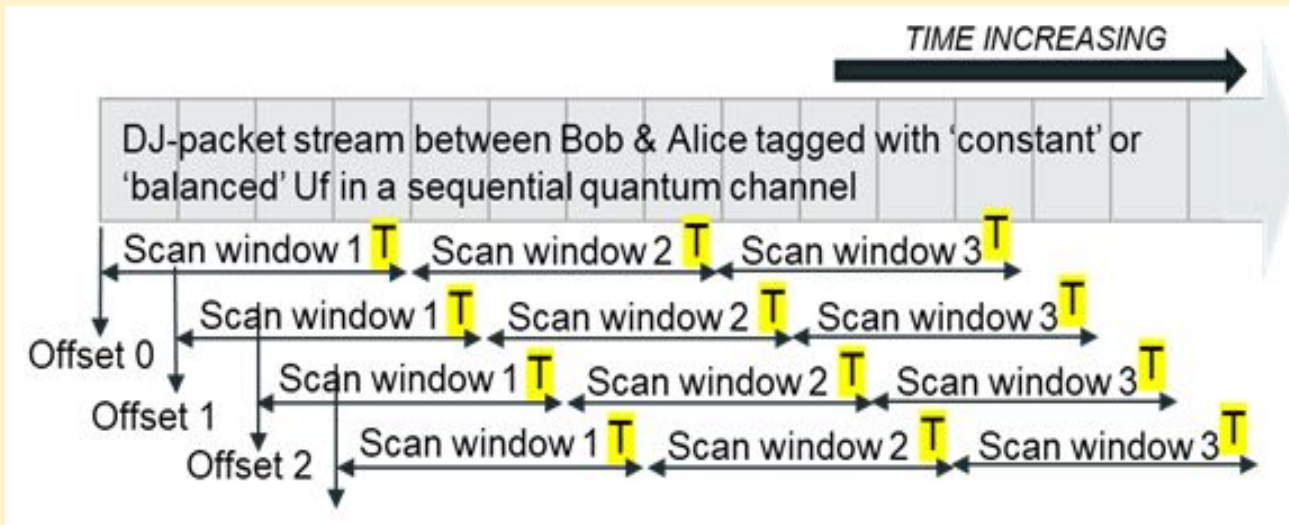 TIME INCREASING
DJ-packet stream between Bob & Alice tagged with ‘constant’ or
‘balanced’ Uf in a sequential quantum channel
Scan window 1 T Scan window 2 T Scan window 3 T
Offset 0
Scan window 1 T Scan window 2 T Scan window 3 T
Offset 1
Scan window 1 T Scan window 2 T Scan window 3 T
Offset 2
Scan window 1 T Scan window 2 T Scan window 3 T